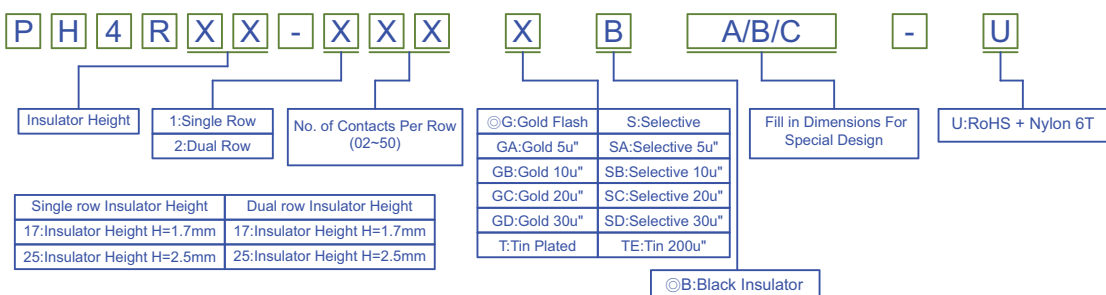 P H 4 R X X - X X X X B A/B/C - U
Insulator Height
1:Single Row
2:Dual Row
No. of Contacts Per Row
(02~50)
◎G:Gold Flash S:Selective
GA:Gold 5u" SA:Selective 5u"
GB:Gold 10u" SB:Selective 10u"
GC:Gold 20u" SC:Selective 20u"
GD:Gold 30u" SD:Selective 30u"
T:Tin Plated TE:Tin 200u"
Fill in Dimensions For
Special Design
U:RoHS + Nylon 6T
Single row Insulator Height Dual row Insulator Height
17:Insulator Height H=1.7mm 17:Insulator Height H=1.7mm
25:Insulator Height H=2.5mm 25:Insulator Height H=2.5mm
◎B:Black Insulator